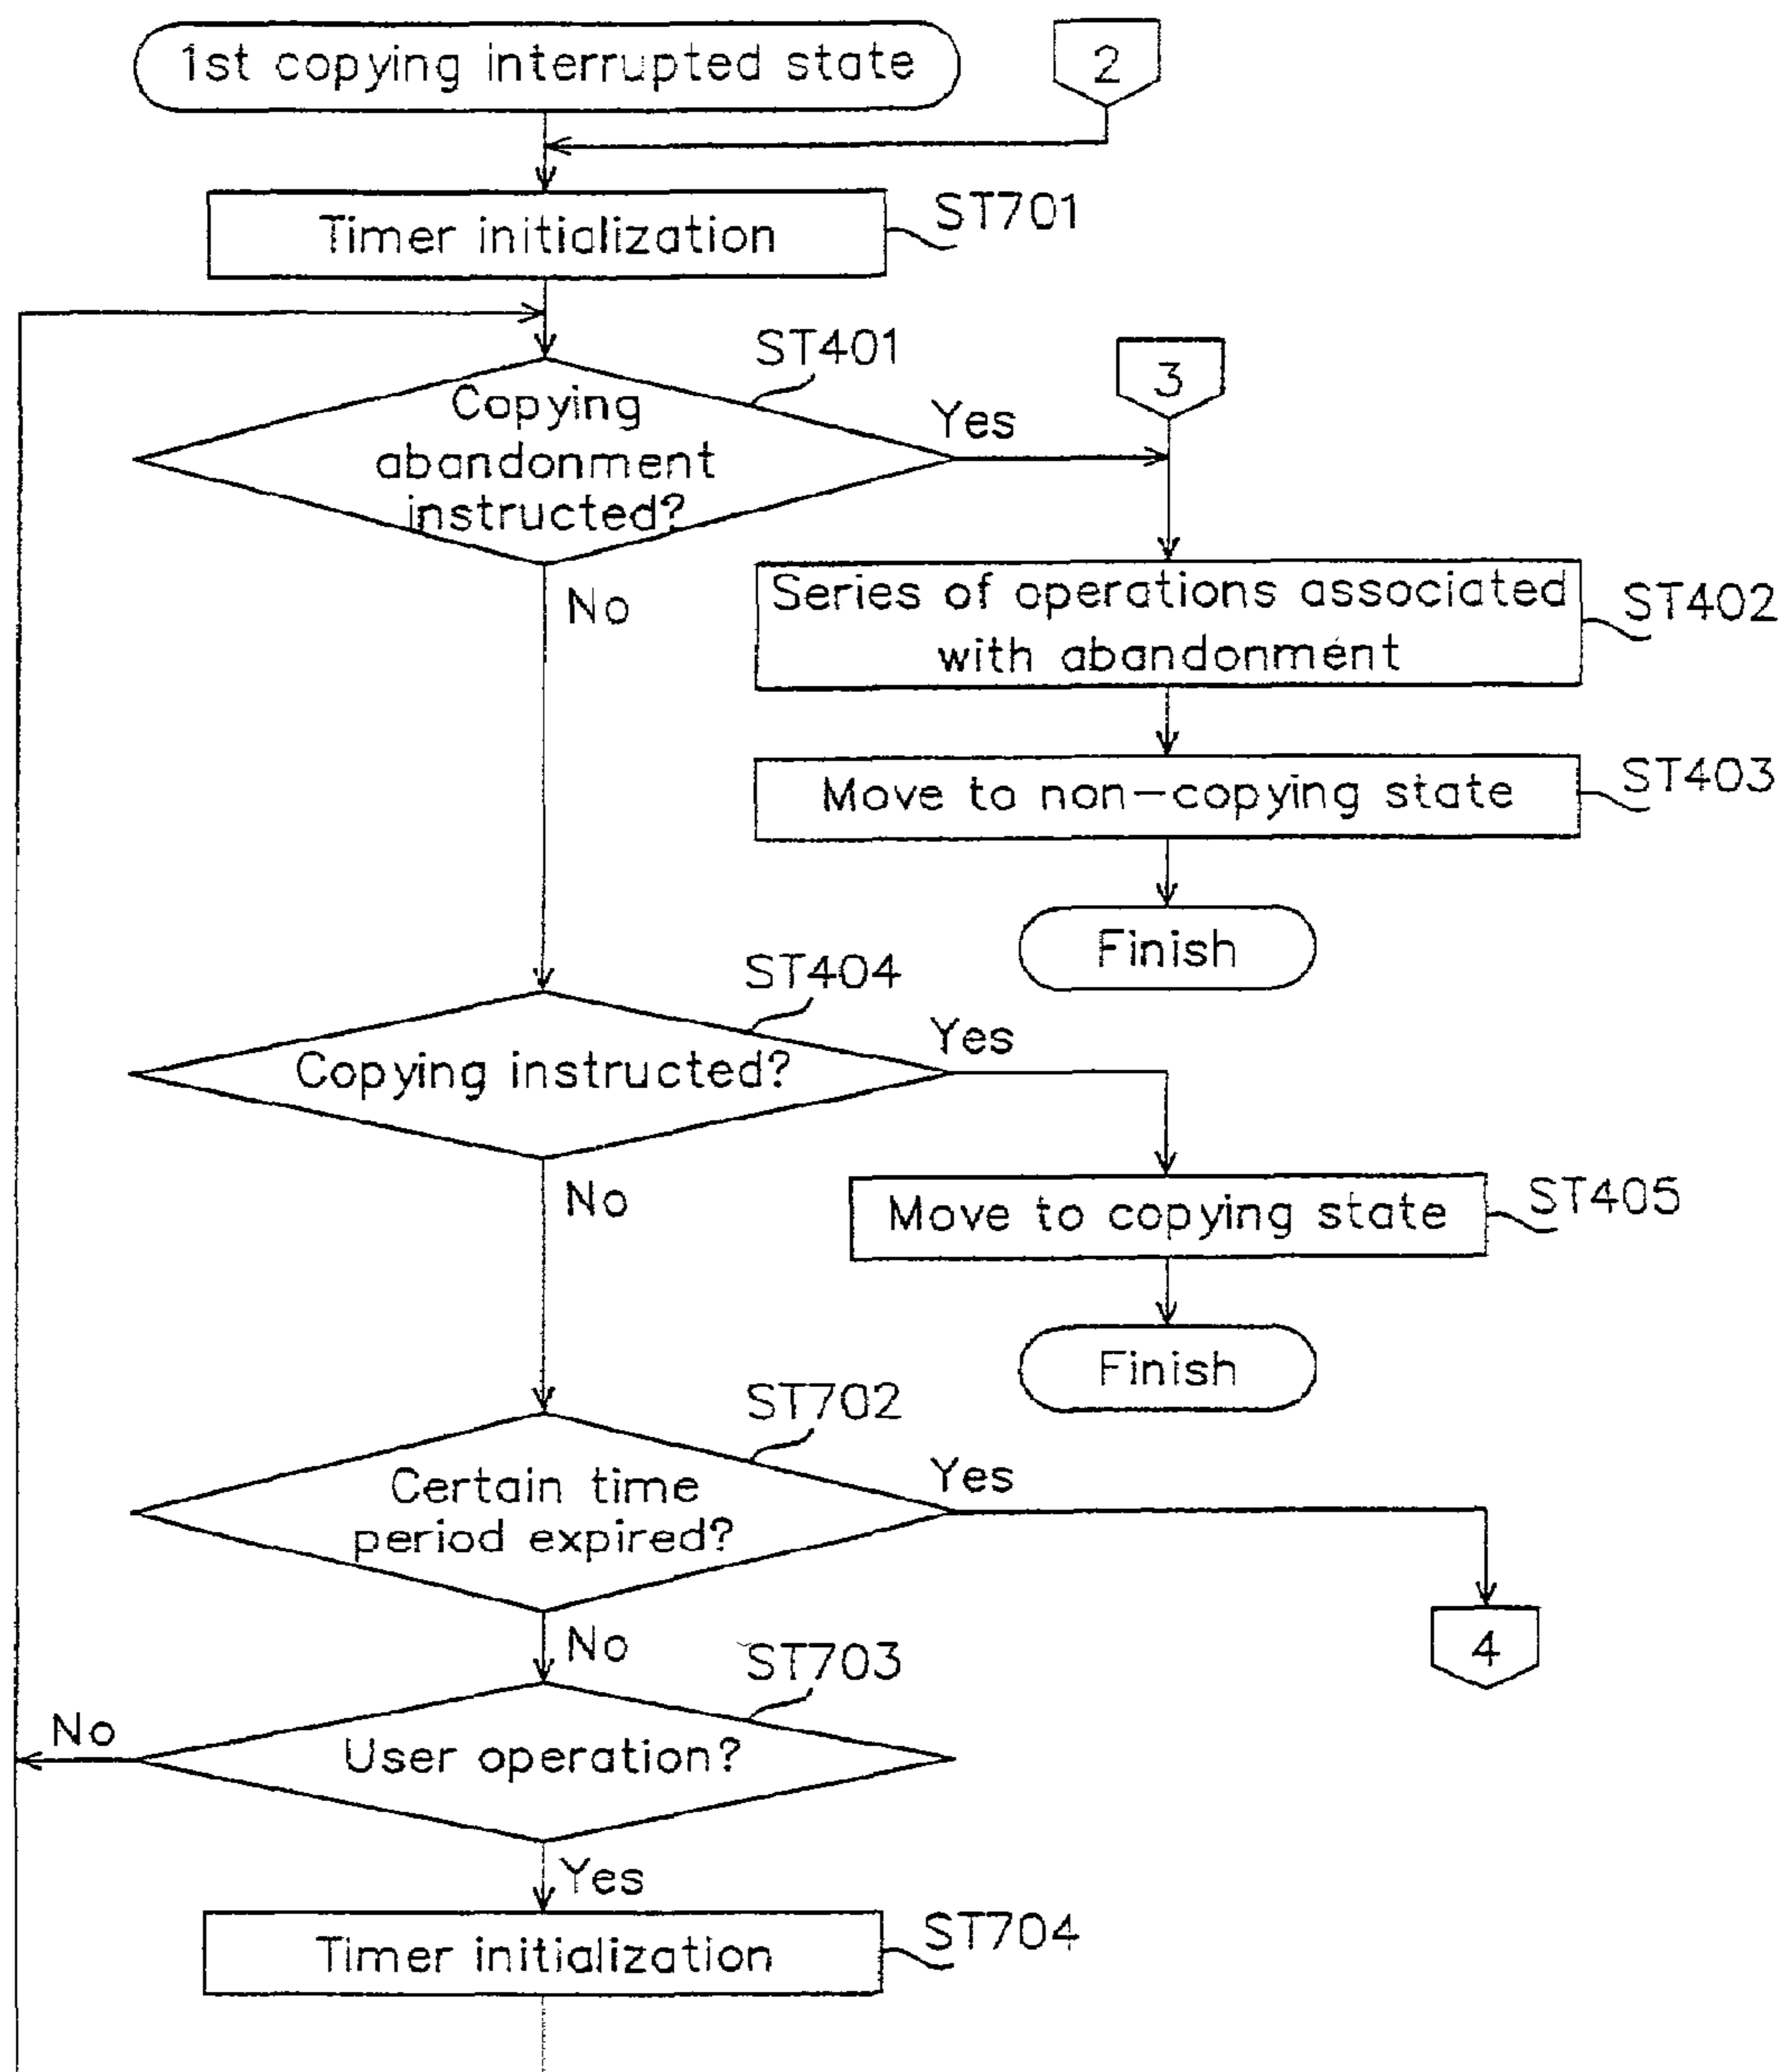 1st copying interrupted state
2
Timer initialization
ST701
ST401
Copying
abandonment
instructed?
Yes
3
No
Series of operations associated
with abandonment
ST402
Move to non-copying state
ST403
Finish
ST404
Copying instructed?
Yes
No
Move to copying state
ST405
Finish
ST702
Certain time
period expired?
Yes
No
4
ST703
User operation?
No
Yes
Timer initialization
ST704